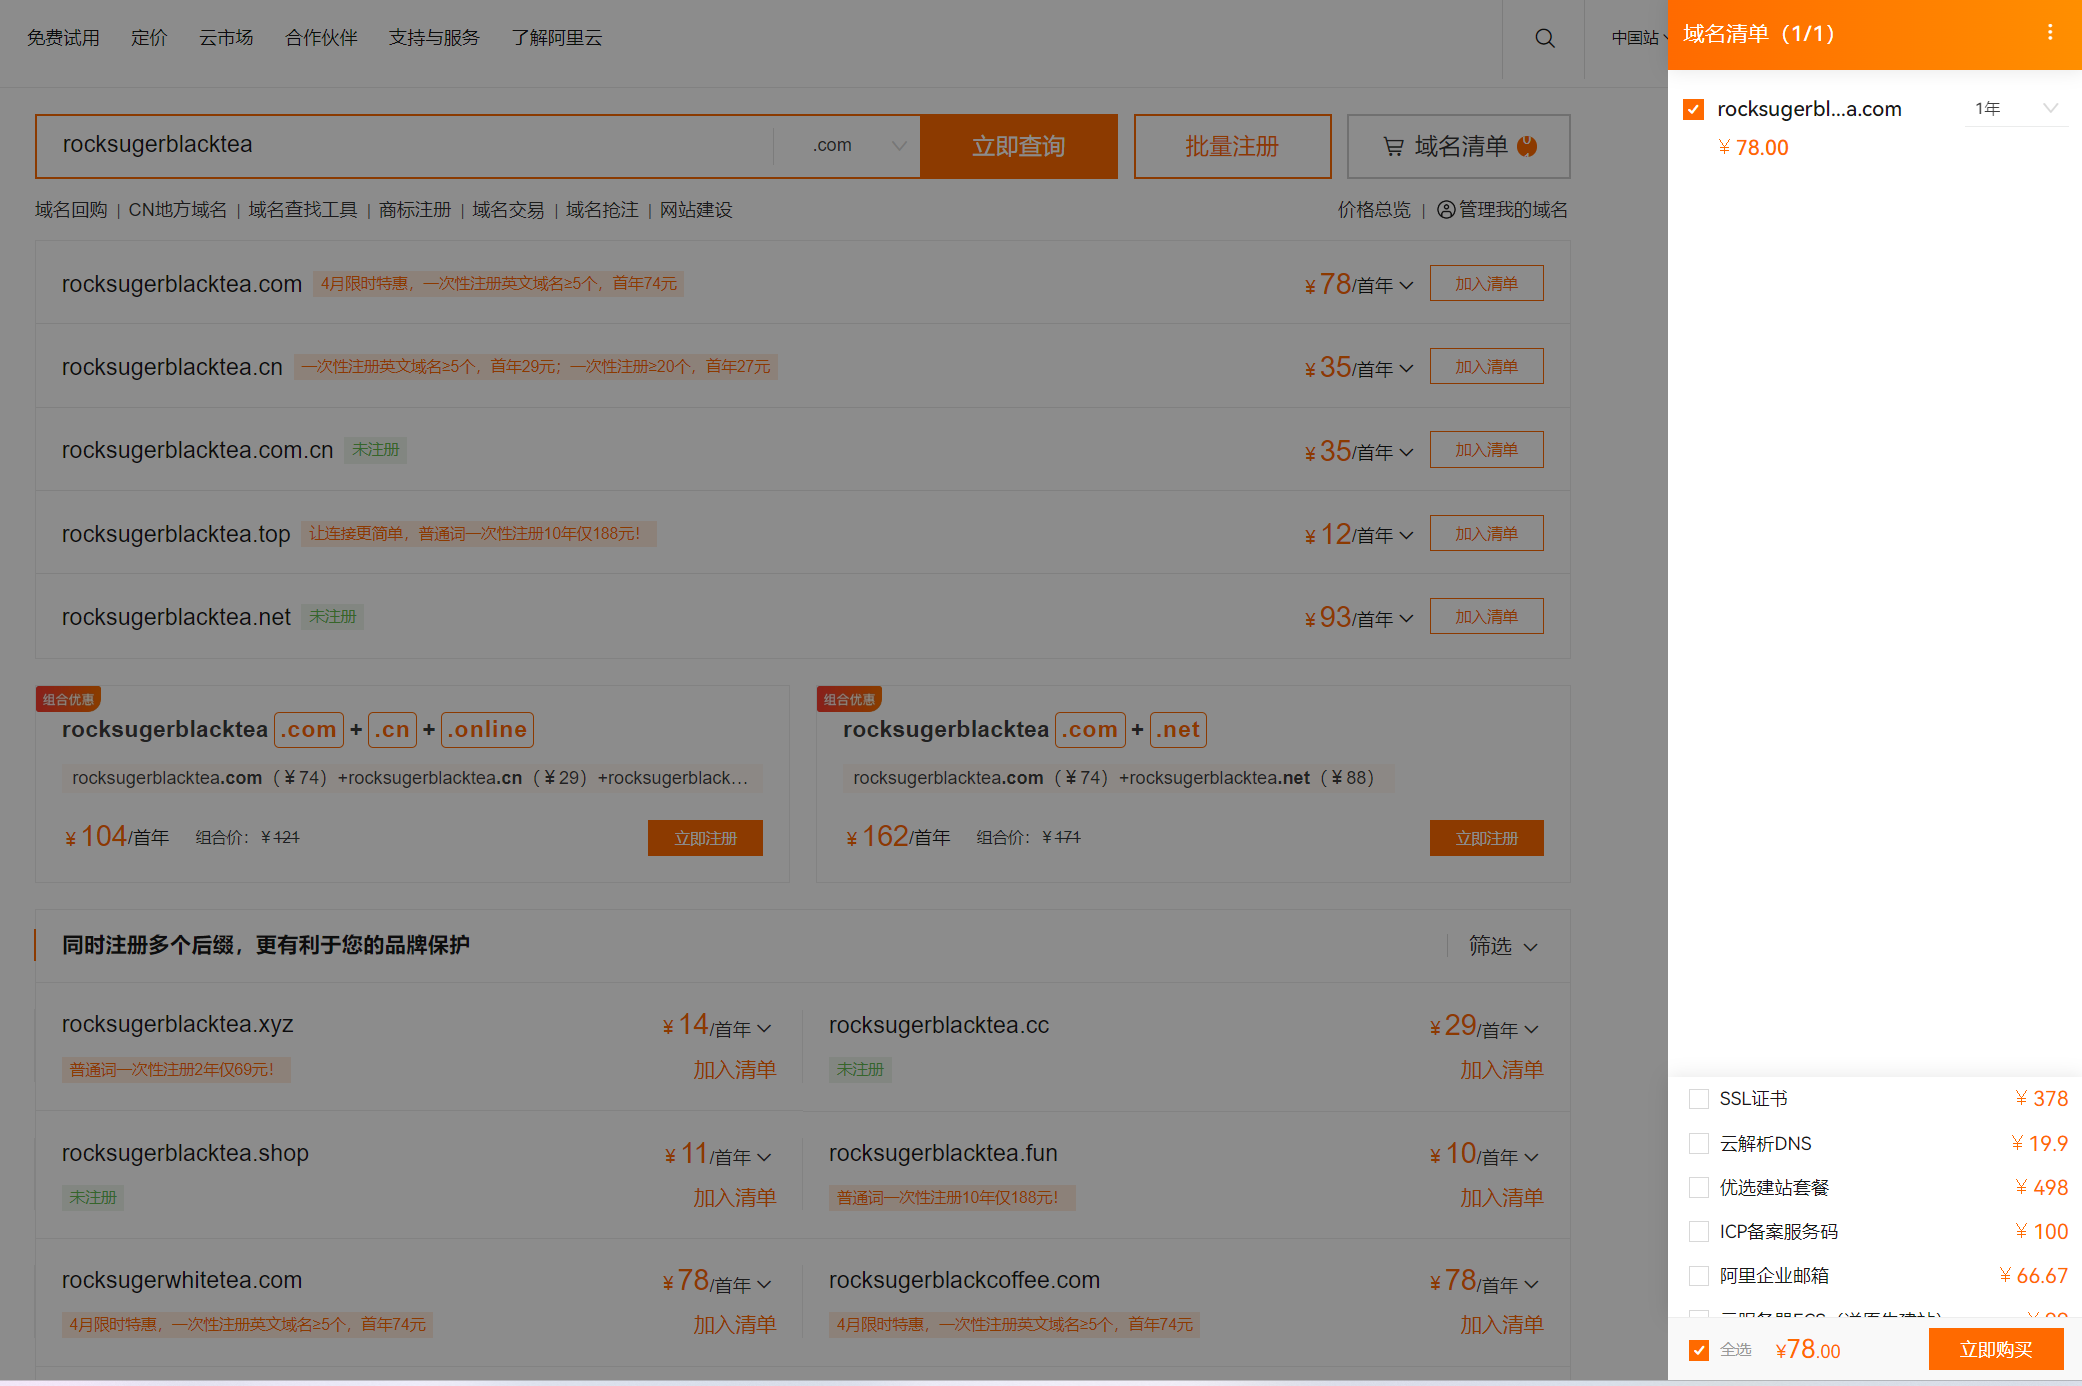 免费试用 定价 云市场 合作伙伴 支持与服务 了解阿里云 中国站
域名清单（1/1）
rocksugerbl...a.com 1年
¥ 78.00
rocksugerblacktea .com 立即查询 批量注册 域名清单
域名回购 | CN地方域名 | 域名查找工具 | 商标注册 | 域名交易 | 域名抢注 | 网站建设 价格总览 | 管理我的域名
rocksugerblacktea.com 4月限时特惠，一次性注册英文域名≥5个，首年74元 ¥78/首年 加入清单
rocksugerblacktea.cn 一次性注册英文域名≥5个，首年29元；一次性注册≥20个，首年27元 ¥35/首年 加入清单
rocksugerblacktea.com.cn 未注册 ¥35/首年 加入清单
rocksugerblacktea.top 让连接更简单，普通词一次性注册10年仅188元！ ¥12/首年 加入清单
rocksugerblacktea.net 未注册 ¥93/首年 加入清单
组合优惠
rocksugerblacktea .com + .cn + .online
rocksugerblacktea.com（¥74）+rocksugerblacktea.cn（¥29）+rocksugerblack...
¥104/首年 组合价：¥121 立即注册
组合优惠
rocksugerblacktea .com + .net
rocksugerblacktea.com（¥74）+rocksugerblacktea.net（¥88）
¥162/首年 组合价：¥171 立即注册
同时注册多个后缀，更有利于您的品牌保护 筛选
rocksugerblacktea.xyz ¥14/首年
普通词一次性注册2年仅69元！ 加入清单
rocksugerblacktea.cc ¥29/首年
未注册 加入清单
rocksugerblacktea.shop ¥11/首年
未注册 加入清单
rocksugerblacktea.fun ¥10/首年
普通词一次性注册10年仅188元！ 加入清单
rocksugerwhitetea.com ¥78/首年
4月限时特惠，一次性注册英文域名≥5个，首年74元 加入清单
rocksugerblackcoffee.com ¥78/首年
4月限时特惠，一次性注册英文域名≥5个，首年74元 加入清单
SSL证书 ¥ 378
云解析DNS ¥ 19.9
优选建站套餐 ¥ 498
ICP备案服务码 ¥ 100
阿里企业邮箱 ¥ 66.67
全选 ¥78.00 立即购买